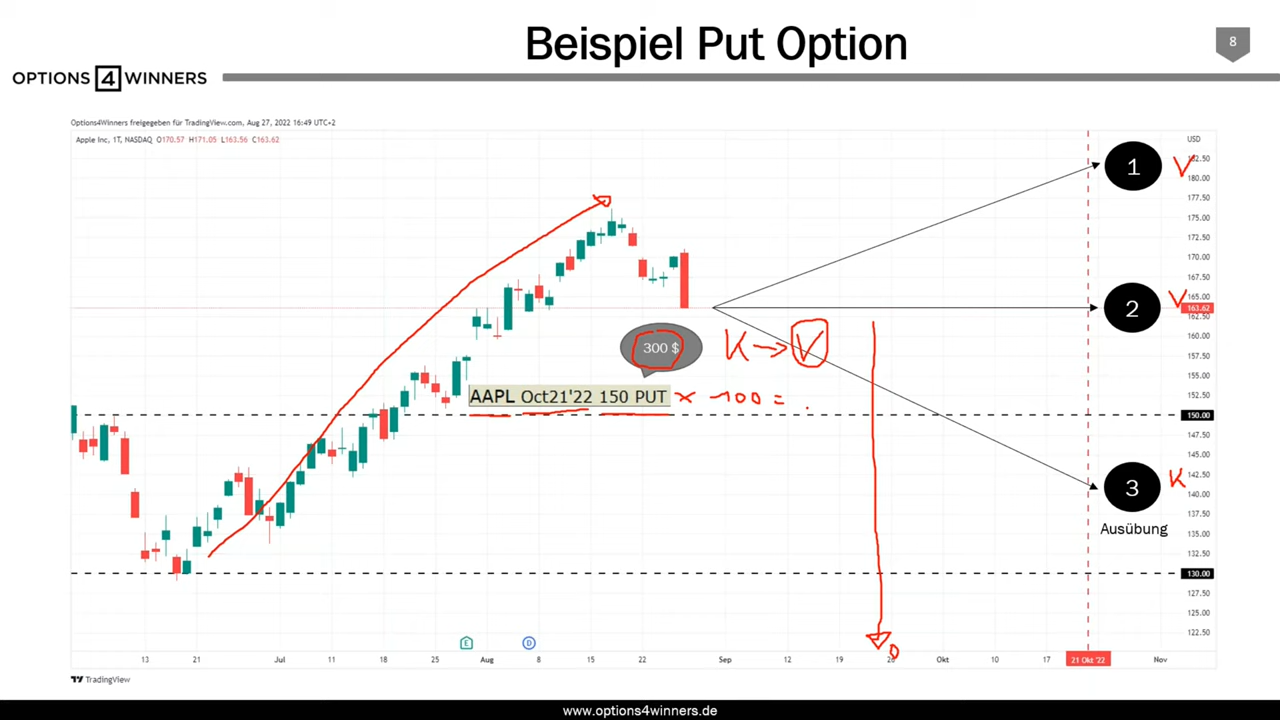 Beispiel Put Option
8
OPTIONS 4 WINNERS
Options4Winners freigegeben für TradingView.com, Aug 27, 2022 16:49 UTC+2
Apple Inc, 1T, NASDAQ O170.57 H171.05 L163.56 C163.62
USD
182.50
180.00
177.50
175.00
172.50
170.00
167.50
165.00
163.62
160.00
157.50
155.00
152.50
150.00
147.50
145.00
142.50
140.00
137.50
135.00
132.50
130.00
127.50
125.00
122.50
1 V
2 V
300 $ K → V
AAPL Oct21'22 150 PUT x 100 =
3 K
Ausübung
E D
0
13 21 Jul 11 18 25 Aug 8 15 22 Sep 12 19 26 Okt 10 17 21 Okt '22 Nov
TradingView
www.options4winners.de